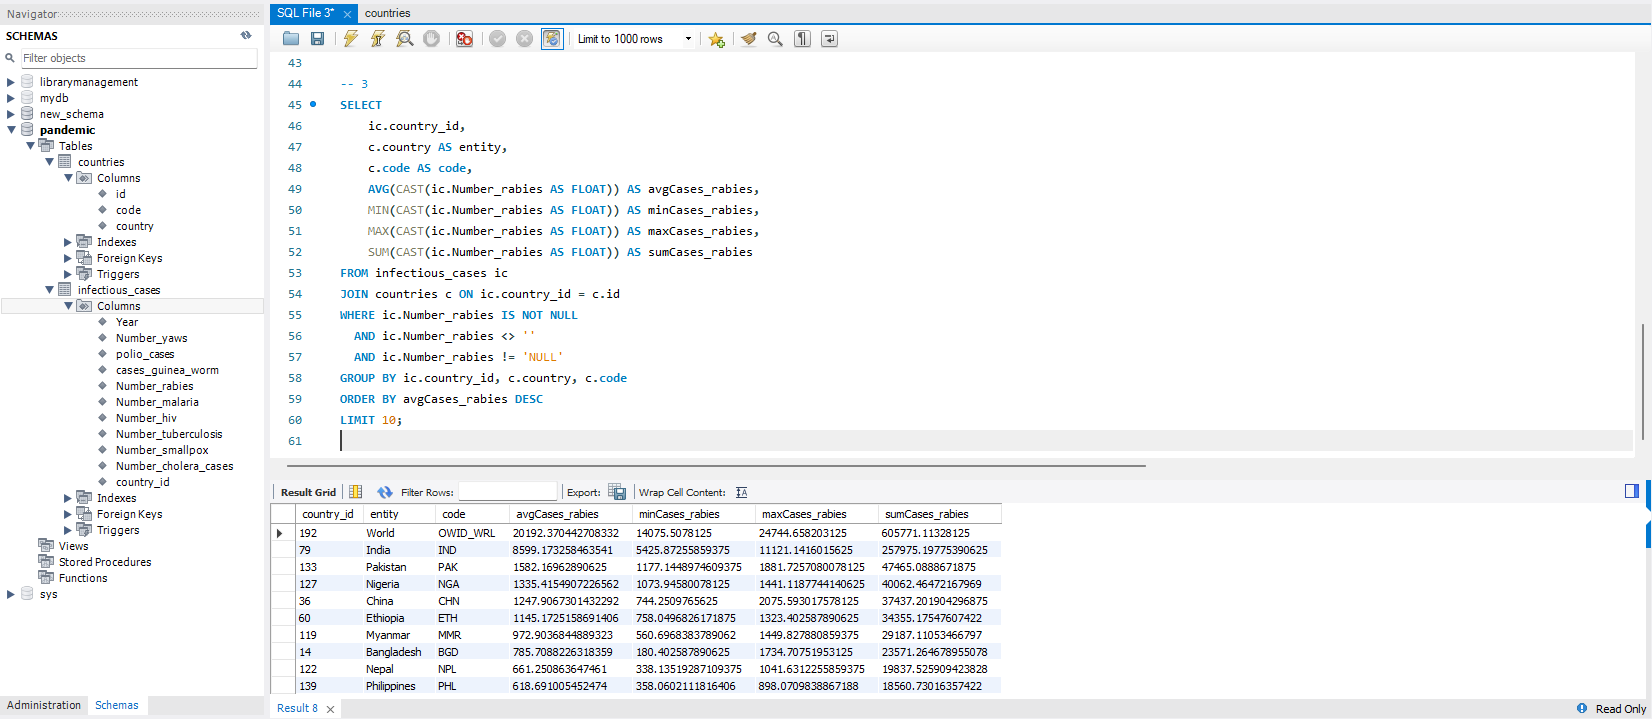 Navigator
SCHEMAS
Filter objects
librarymanagement
mydb
new_schema
pandemic
Tables
countries
Columns
id
code
country
Indexes
Foreign Keys
Triggers
infectious_cases
Columns
Year
Number_yaws
polio_cases
cases_guinea_worm
Number_rabies
Number_malaria
Number_hiv
Number_tuberculosis
Number_smallpox
Number_cholera_cases
country_id
Indexes
Foreign Keys
Triggers
Views
Stored Procedures
Functions
sys
Administration Schemas
SQL File 3* countries
Limit to 1000 rows
43
44 -- 3
45 SELECT
46 ic.country_id,
47 c.country AS entity,
48 c.code AS code,
49 AVG(CAST(ic.Number_rabies AS FLOAT)) AS avgCases_rabies,
50 MIN(CAST(ic.Number_rabies AS FLOAT)) AS minCases_rabies,
51 MAX(CAST(ic.Number_rabies AS FLOAT)) AS maxCases_rabies,
52 SUM(CAST(ic.Number_rabies AS FLOAT)) AS sumCases_rabies
53 FROM infectious_cases ic
54 JOIN countries c ON ic.country_id = c.id
55 WHERE ic.Number_rabies IS NOT NULL
56 AND ic.Number_rabies <> ''
57 AND ic.Number_rabies != 'NULL'
58 GROUP BY ic.country_id, c.country, c.code
59 ORDER BY avgCases_rabies DESC
60 LIMIT 10;
61
Result Grid Filter Rows: Export: Wrap Cell Content:
country_id entity code avgCases_rabies minCases_rabies maxCases_rabies sumCases_rabies
192 World OWID_WRL 20192.370442708332 14075.5078125 24744.658203125 605771.11328125
79 India IND 8599.173258463541 5425.87255859375 11121.1416015625 257975.19775390625
133 Pakistan PAK 1582.16962890625 1177.1448974609375 1881.7257080078125 47465.0888671875
127 Nigeria NGA 1335.4154907226562 1073.94580078125 1441.1187744140625 40062.46472167969
36 China CHN 1247.9067301432292 744.2509765625 2075.593017578125 37437.201904296875
60 Ethiopia ETH 1145.1725158691406 758.0496826171875 1323.402587890625 34355.17547607422
119 Myanmar MMR 972.9036844889323 560.6968383789062 1449.827880859375 29187.11053466797
14 Bangladesh BGD 785.7088226318359 180.402587890625 1734.70751953125 23571.264678955078
122 Nepal NPL 661.250863647461 338.13519287109375 1041.6312255859375 19837.525909423828
139 Philippines PHL 618.691005452474 358.0602111816406 898.0709838867188 18560.73016357422
Result 8
Read Only